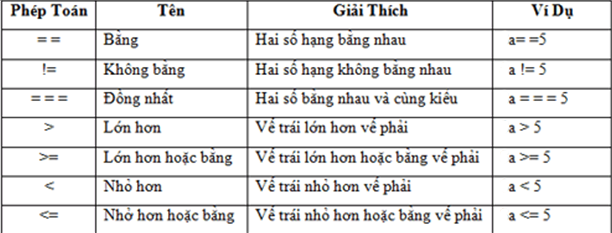 Phép Toán Tên Giải Thích Ví Dụ
= = Bằng Hai số hạng bằng nhau a= =5
!= Không bằng Hai số hạng không bằng nhau a != 5
= = = Đồng nhất Hai số bằng nhau và cùng kiểu a = = = 5
> Lớn hơn Vế trái lớn hơn vế phải a > 5
>= Lớn hơn hoặc bằng Vế trái lớn hơn hoặc bằng vế phải a >= 5
< Nhỏ hơn Vế trái nhỏ hơn vế phải a < 5
<= Nhở hơn hoặc bằng Vế trái nhỏ hơn hoặc bằng vế phải a <= 5